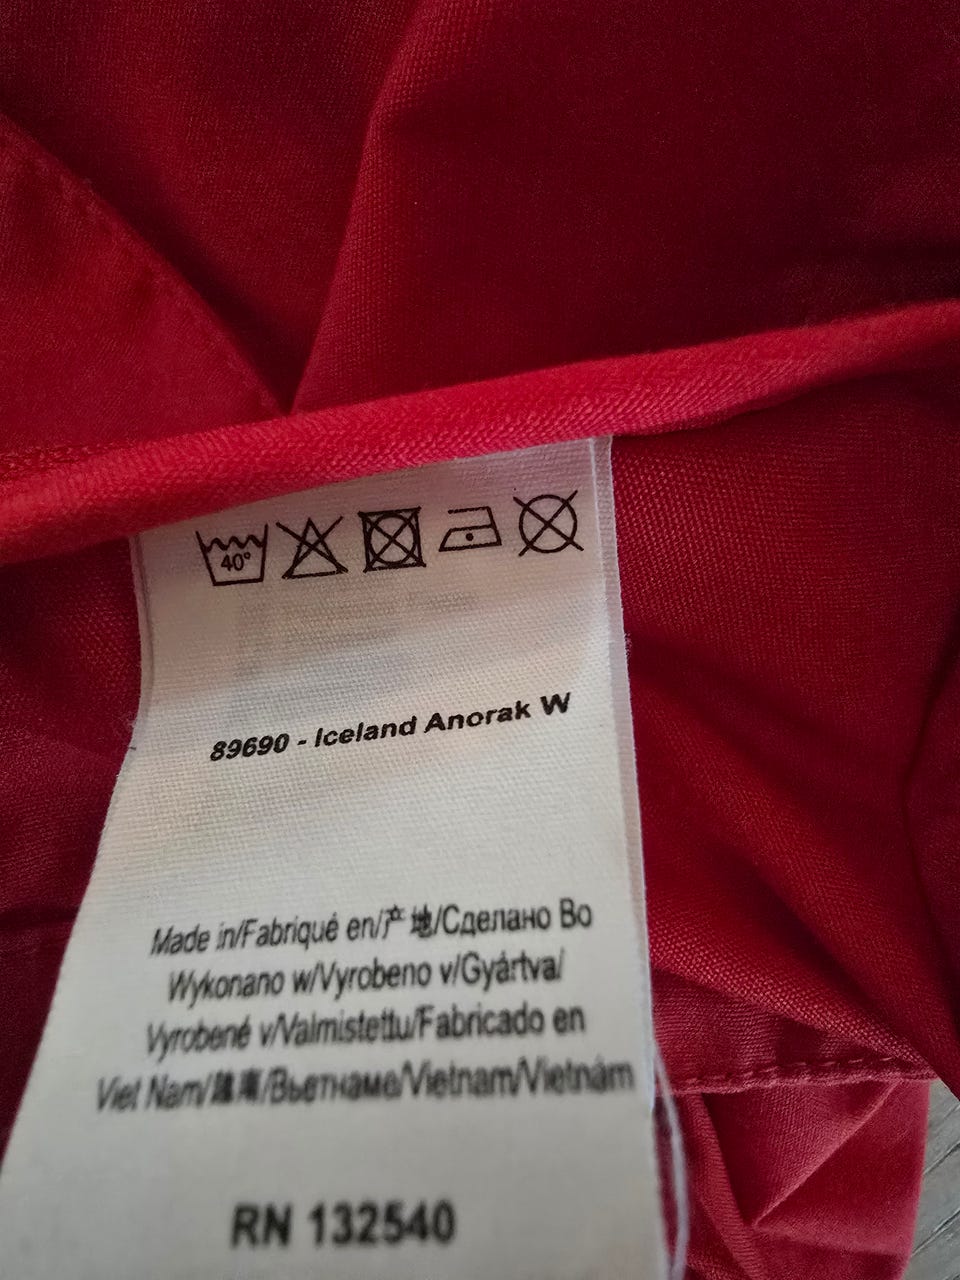 40°
89690 - Iceland Anorak W
Made in/Fabriqué en/产地/Сделано Во
Wykonano w/Vyrobeno v/Gyártva/
Vyrobené v/Valmistettu/Fabricado en
Viet Nam/越南/Вьетнаме/Vietnam/Vietnám
RN 132540